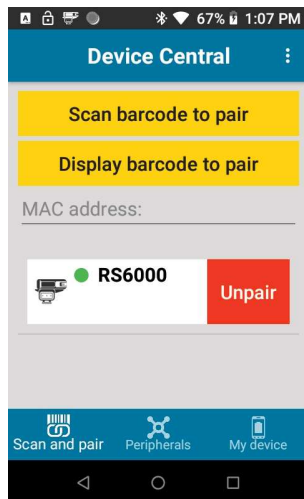 67% 1:07 PM
Device Central
Scan barcode to pair
Display barcode to pair
MAC address:
RS6000
Unpair
Scan and pair
Peripherals
My device